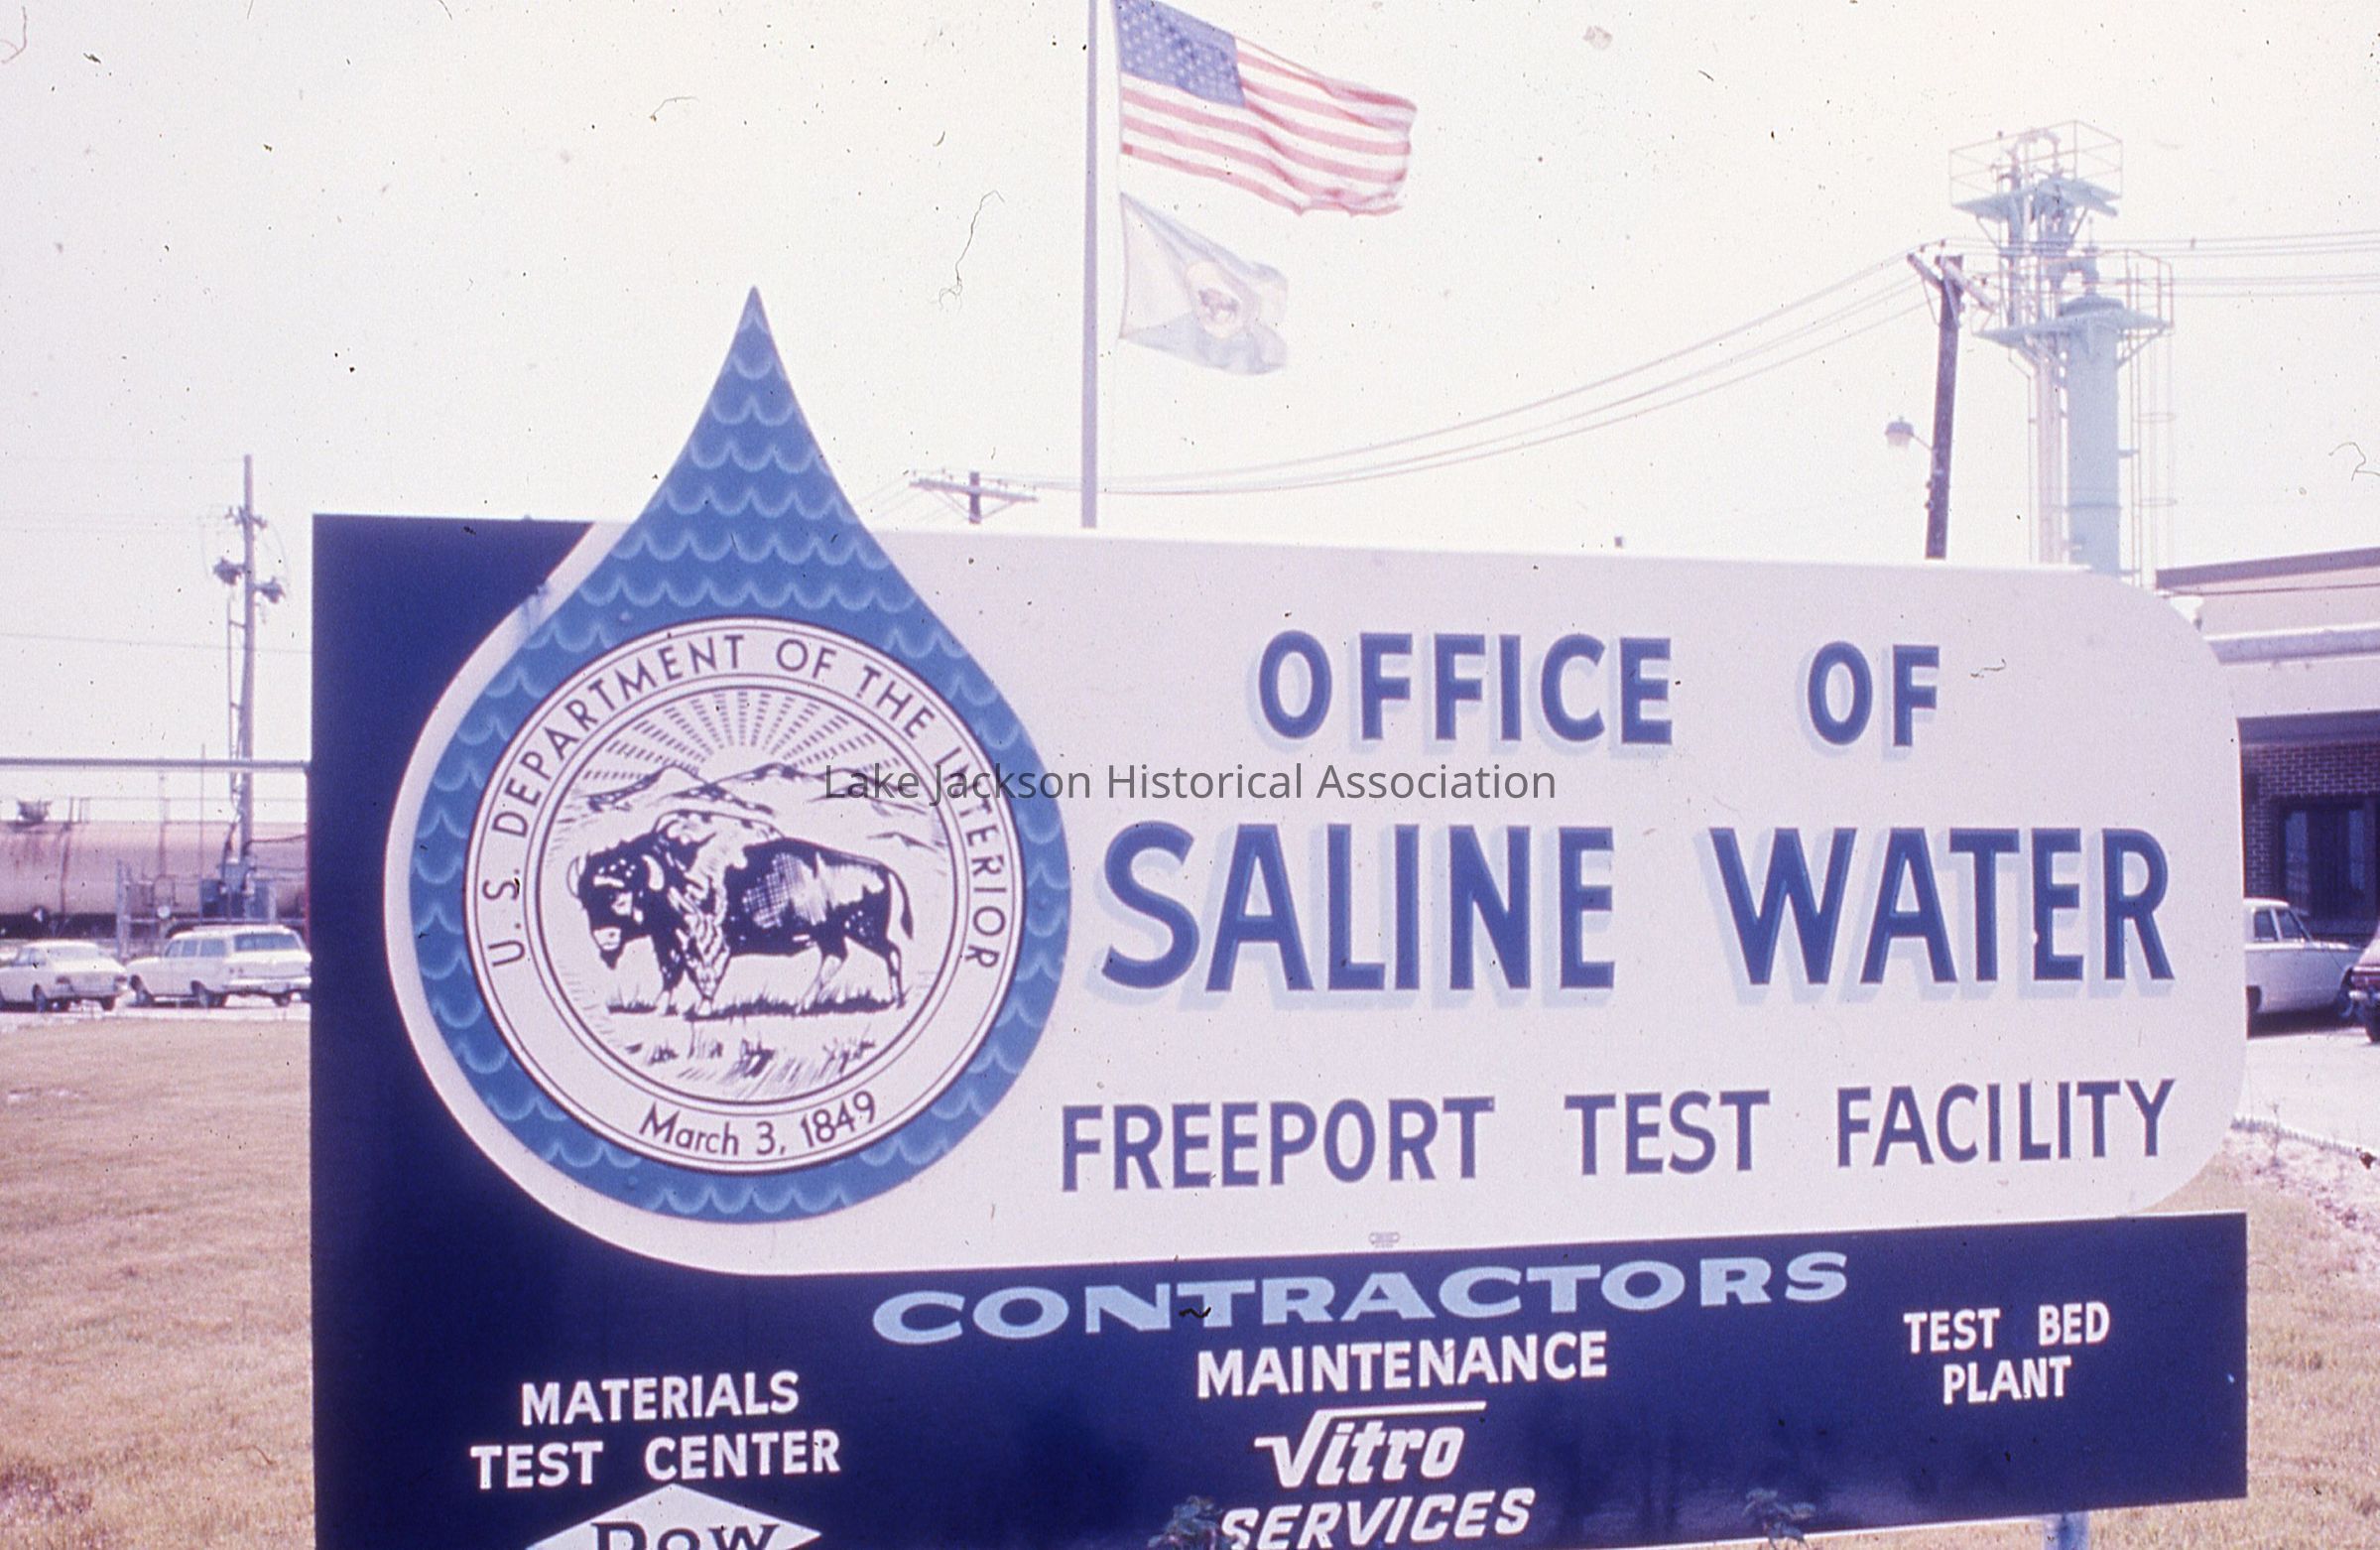 U.S. DEPARTMENT OF THE INTERIOR
March 3, 1849
OFFICE OF
SALINE WATER
FREEPORT TEST FACILITY
Lake Jackson Historical Association
CONTRACTORS
MATERIALS
TEST CENTER
Dow
MAINTENANCE
Vitro
SERVICES
TEST BED
PLANT